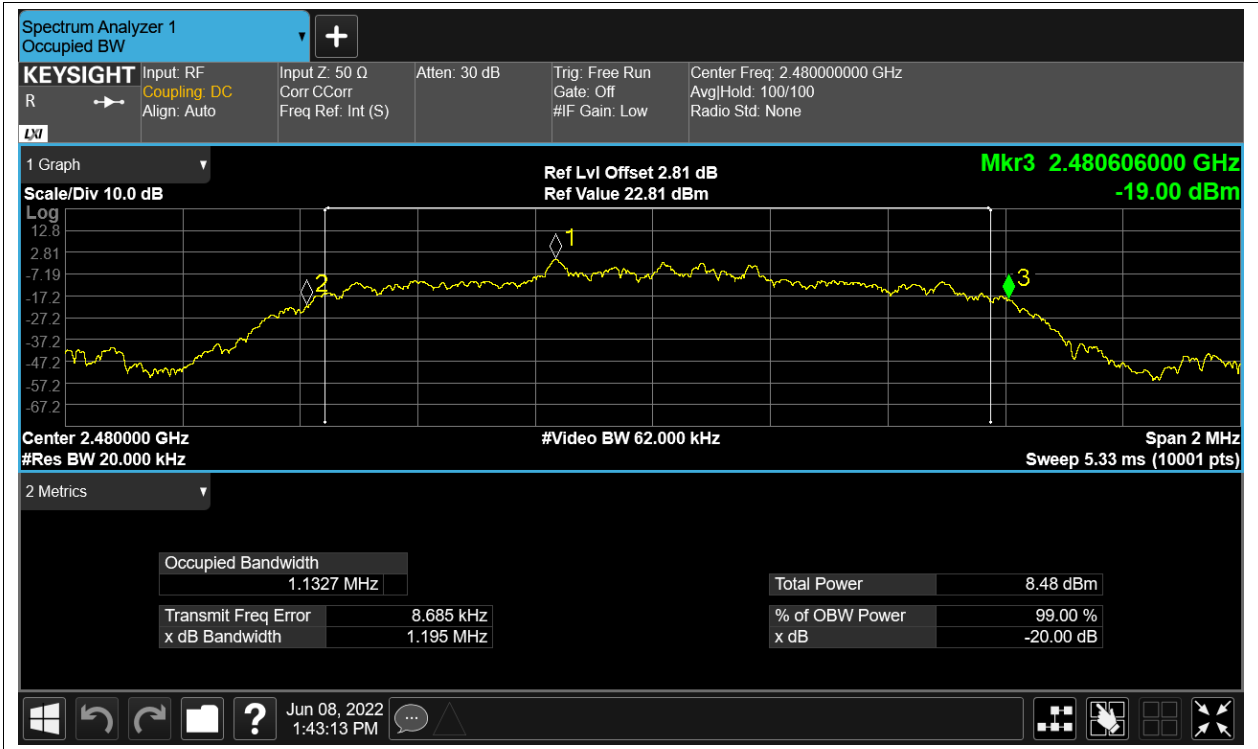 Spectrum Analyzer 1
Occupied BW
KEYSIGHT
R
LXI
Input: RF
Coupling: DC
Align: Auto
Input Z: 50 Ω
Corr CCorr
Freq Ref: Int (S)
Atten: 30 dB
Trig: Free Run
Gate: Off
#IF Gain: Low
Center Freq: 2.480000000 GHz
Avg|Hold: 100/100
Radio Std: None
1 Graph
Scale/Div 10.0 dB
Ref Lvl Offset 2.81 dB
Ref Value 22.81 dBm
Mkr3 2.480606000 GHz
-19.00 dBm
Log
12.8
2.81
-7.19
-17.2
-27.2
-37.2
-47.2
-57.2
-67.2
1
2
3
Center 2.480000 GHz
#Res BW 20.000 kHz
#Video BW 62.000 kHz
Span 2 MHz
Sweep 5.33 ms (10001 pts)
2 Metrics
Occupied Bandwidth
1.1327 MHz
Transmit Freq Error 8.685 kHz
x dB Bandwidth 1.195 MHz
Total Power 8.48 dBm
% of OBW Power 99.00 %
x dB -20.00 dB
?
Jun 08, 2022
1:43:13 PM